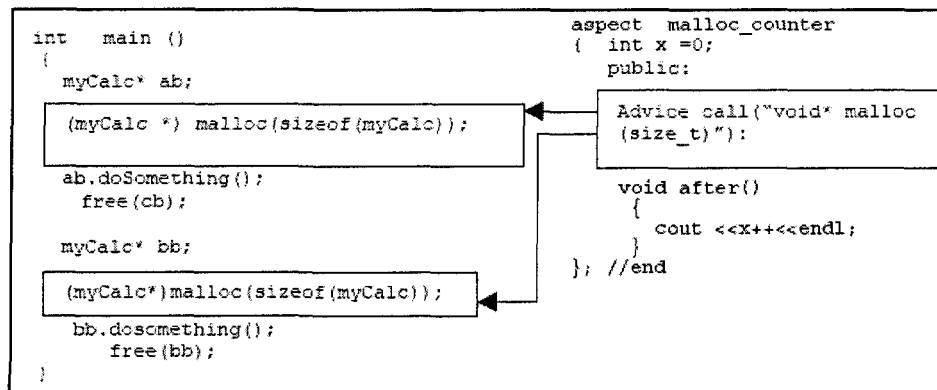 int main ()
{
myCalc* ab;
(myCalc *) malloc(sizeof(myCalc));
ab.doSomething();
free(cb);
myCalc* bb;
(myCalc*)malloc(sizeof(myCalc));
bb.dosomething();
free(bb);
}
aspect malloc_counter
{ int x =0;
public:
Advice call("void* malloc
(size_t)"):
void after()
{
cout <<x++<<endl;
}
}; //end